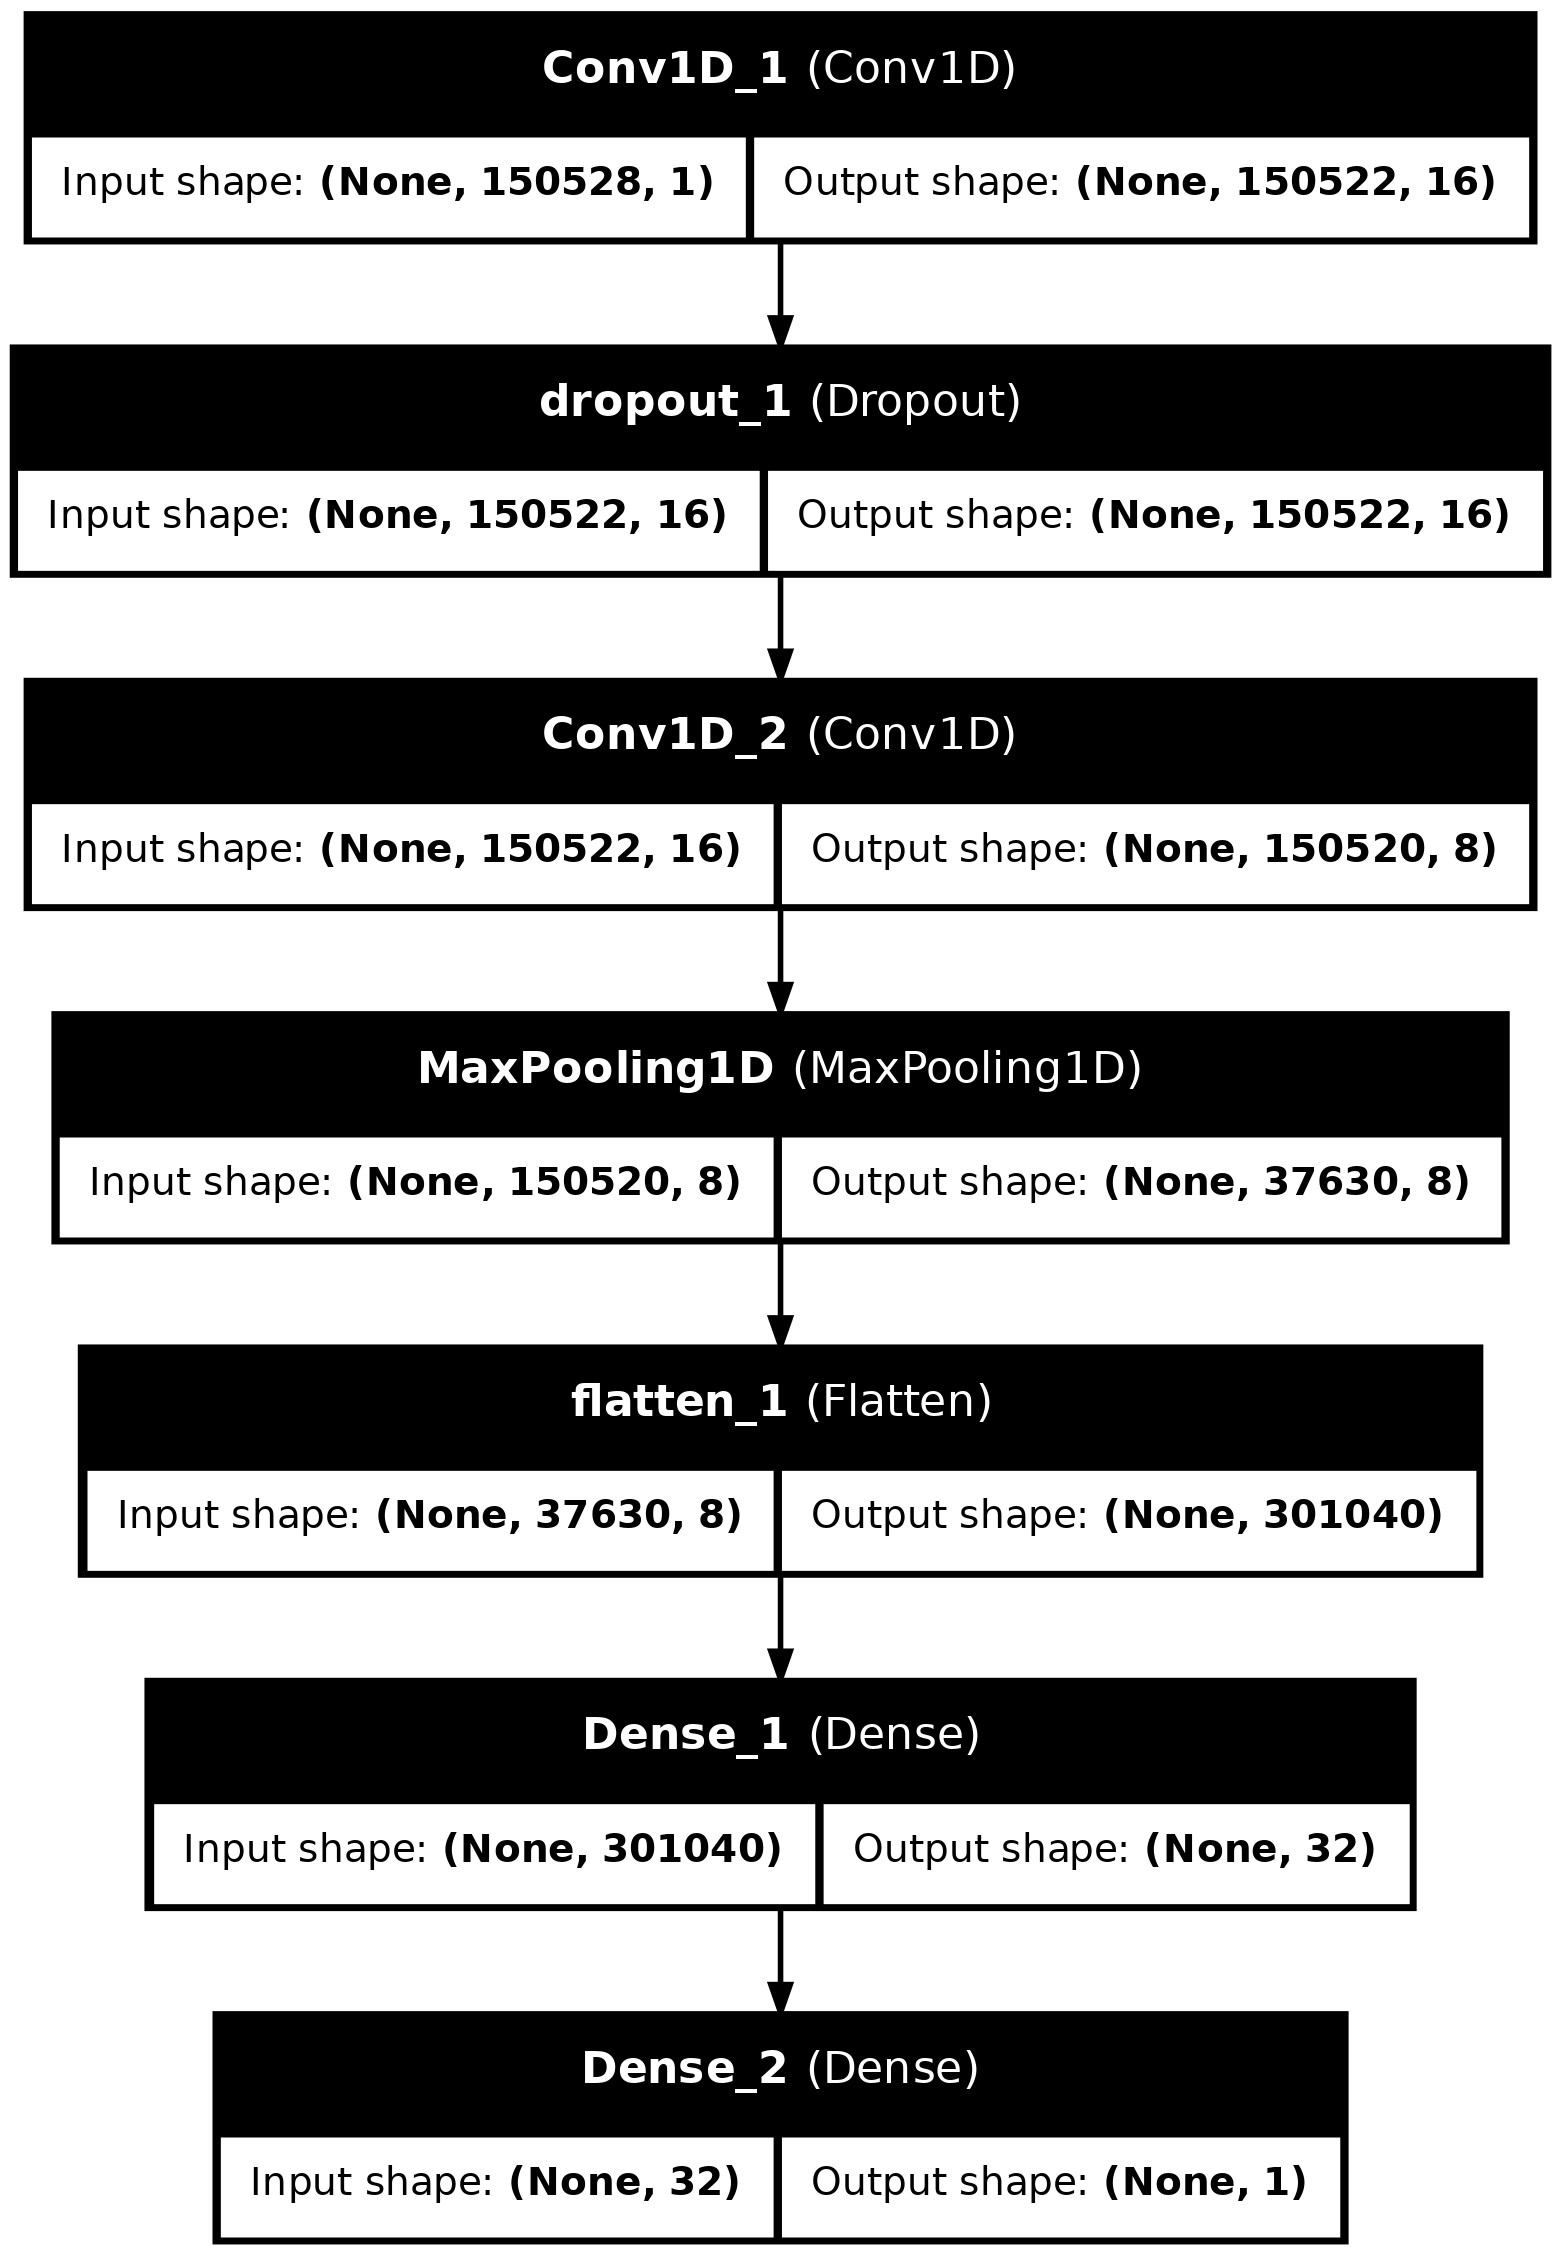 Conv1D_1 (Conv1D)
Input shape: (None, 150528, 1) Output shape: (None, 150522, 16)
dropout_1 (Dropout)
Input shape: (None, 150522, 16) Output shape: (None, 150522, 16)
Conv1D_2 (Conv1D)
Input shape: (None, 150522, 16) Output shape: (None, 150520, 8)
MaxPooling1D (MaxPooling1D)
Input shape: (None, 150520, 8) Output shape: (None, 37630, 8)
flatten_1 (Flatten)
Input shape: (None, 37630, 8) Output shape: (None, 301040)
Dense_1 (Dense)
Input shape: (None, 301040) Output shape: (None, 32)
Dense_2 (Dense)
Input shape: (None, 32) Output shape: (None, 1)